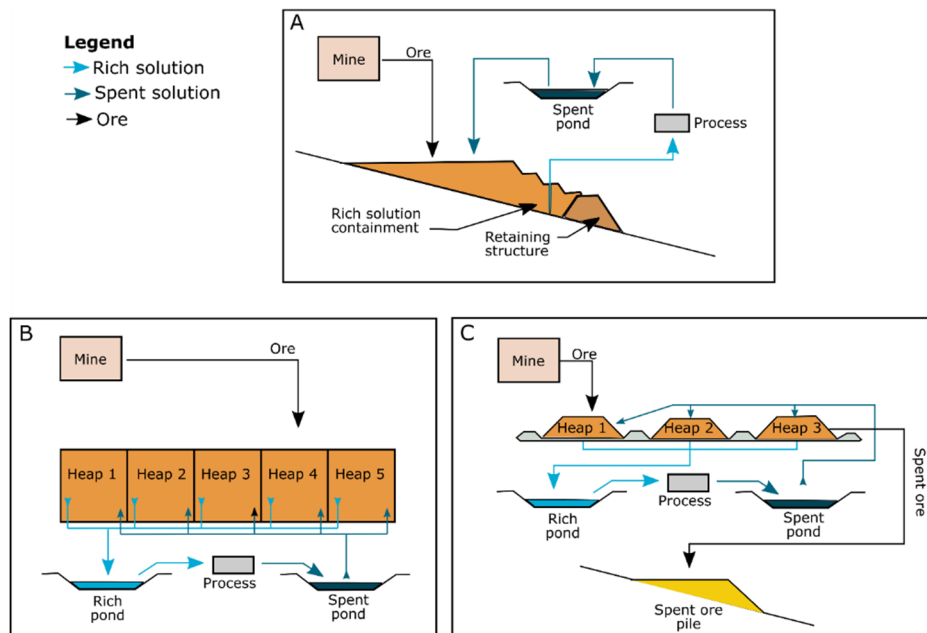 A
Legend
Rich solution
Spent solution
Ore
Mine
Ore
Spent
pond
Process
Rich solution
containment
Retaining
structure
B
Mine
Ore
Heap 1
Heap 2
Heap 3
Heap 4
Heap 5
Rich
pond
Process
Spent
pond
C
Mine
Ore
Heap 1
Heap 2
Heap 3
Spent ore
Rich
pond
Process
Spent
pond
Spent ore
pile